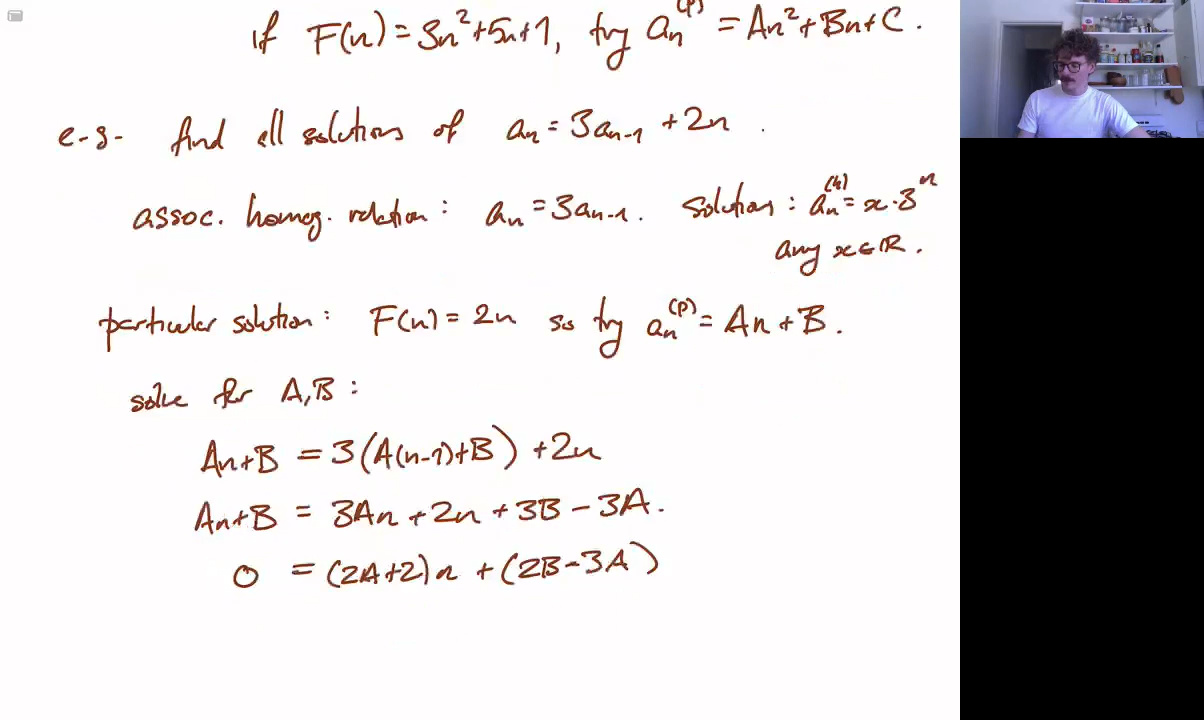 if F(n) = 3n²+5n+1, try aₙ⁽ᵖ⁾ = An²+Bn+C.
e.g. find all solutions of aₙ = 3aₙ₋₁ + 2n.
assoc. homog. relation: aₙ = 3aₙ₋₁. solution: aₙ⁽ʰ⁾ = x·3ⁿ
any x∈ℝ.
particular solution: F(n) = 2n so try aₙ⁽ᵖ⁾ = An + B.
solve for A,B:
An+B = 3(A(n-1)+B) + 2n
An+B = 3An + 2n + 3B - 3A.
0 = (2A+2)n + (2B-3A)